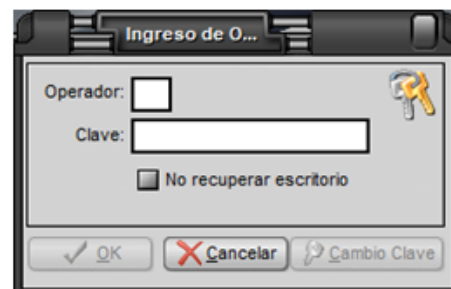 Ingreso de O...
Operador:
Clave:
No recuperar escritorio
OK Cancelar Cambio Clave